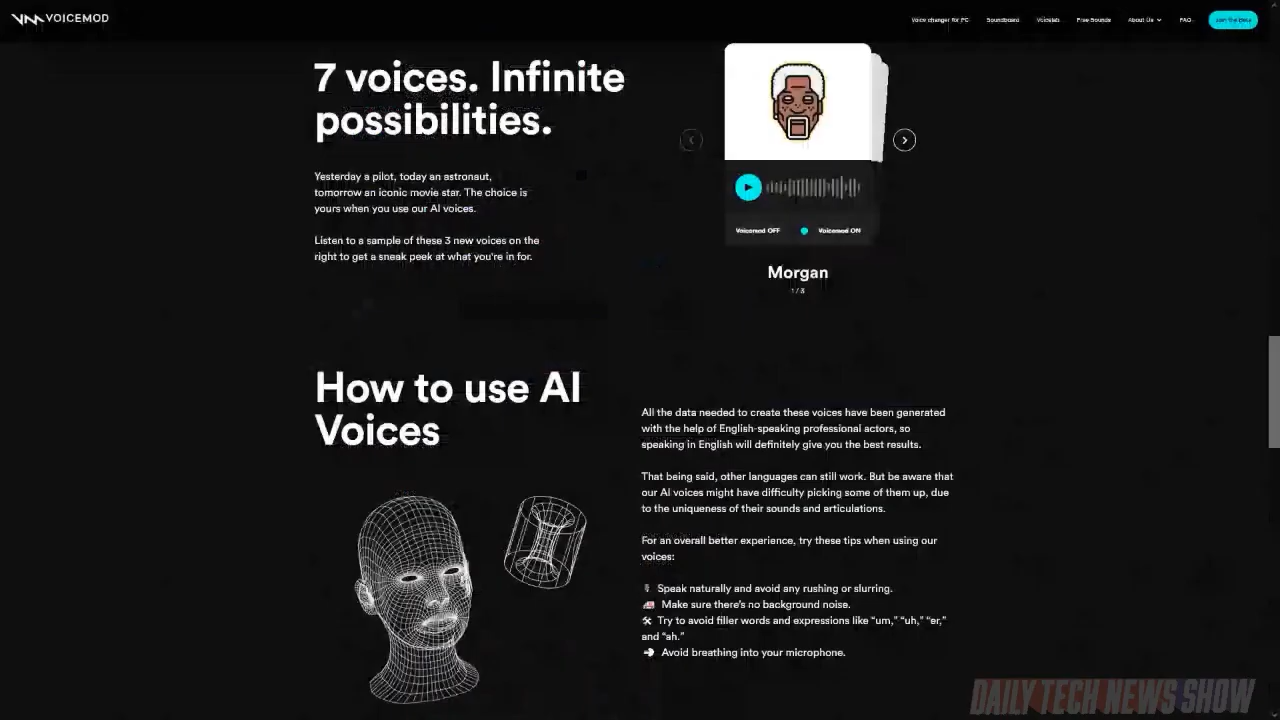 VOICEMOD
Voice changer for PC
Soundboard
Voicelab
Free Sounds
About Us
FAQ
Join the Beta
7 voices. Infinite
possibilities.
Yesterday a pilot, today an astronaut,
tomorrow an iconic movie star. The choice is
yours when you use our AI voices.
Listen to a sample of these 3 new voices on the
right to get a sneak peek at what you're in for.
Voicemod OFF
Voicemod ON
Morgan
1 / 3
How to use AI
Voices
All the data needed to create these voices have been generated
with the help of English-speaking professional actors, so
speaking in English will definitely give you the best results.
That being said, other languages can still work. But be aware that
our AI voices might have difficulty picking some of them up, due
to the uniqueness of their sounds and articulations.
For an overall better experience, try these tips when using our
voices:
Speak naturally and avoid any rushing or slurring.
Make sure there's no background noise.
Try to avoid filler words and expressions like “um,” “uh,” “er,”
and “ah.”
Avoid breathing into your microphone.
DAILY TECH NEWS SHOW